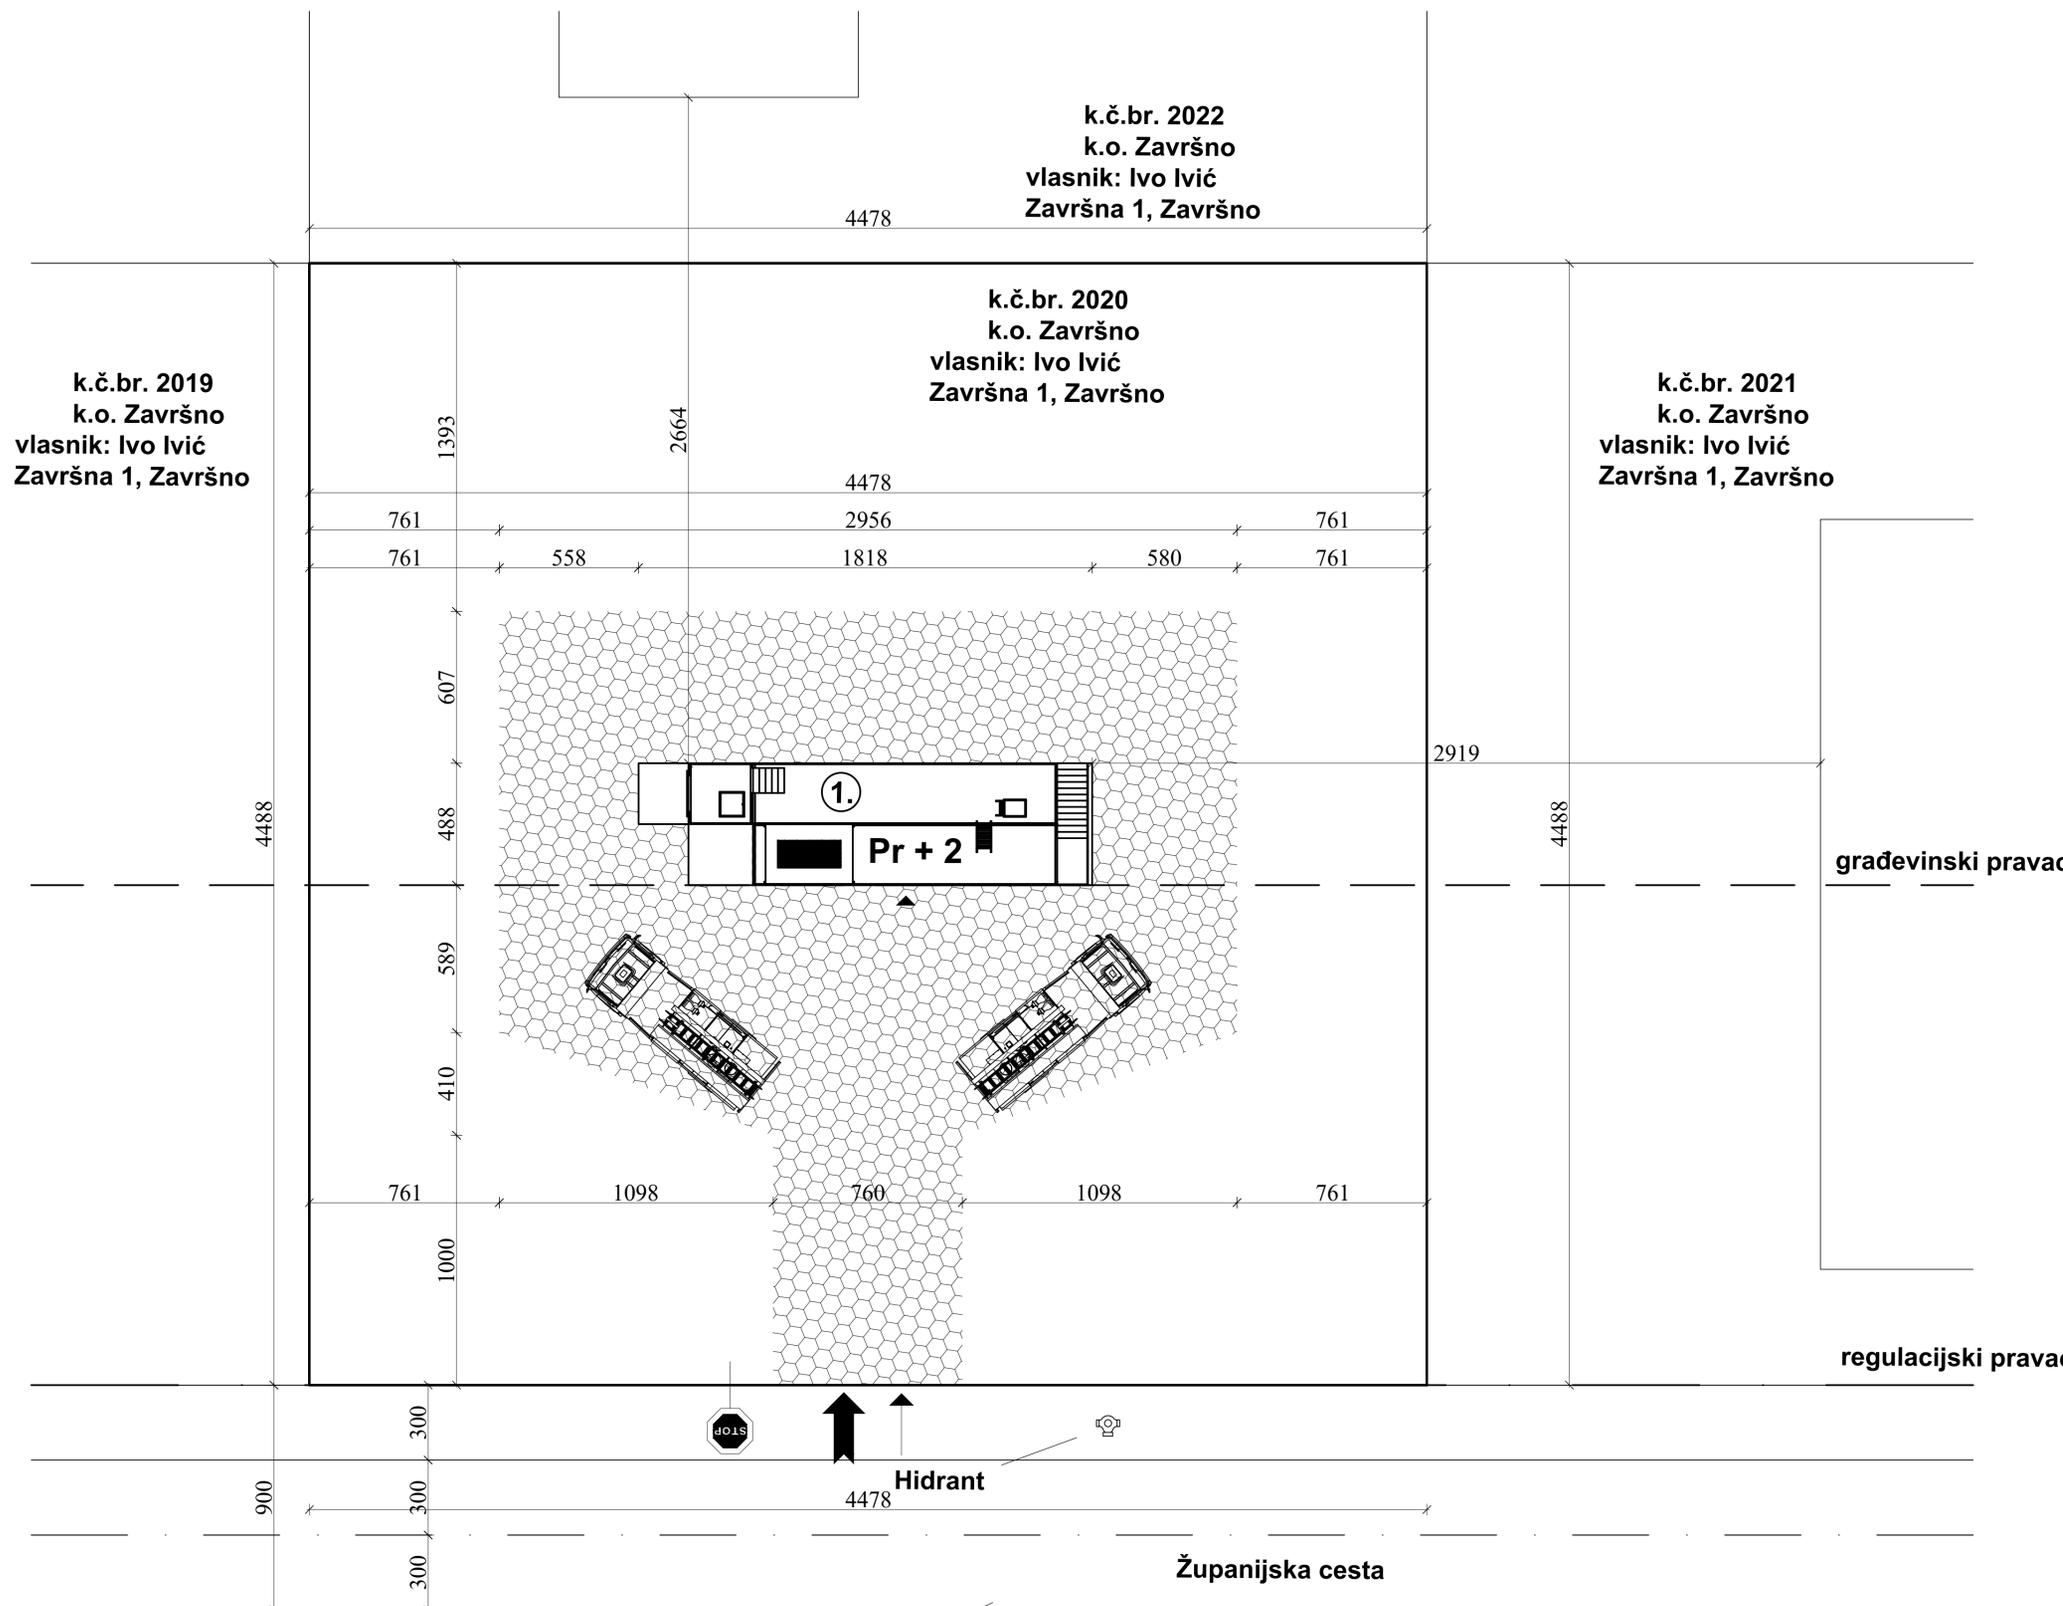 k.č.br. 2022
k.o. Završno
vlasnik: Ivo Ivić
Završna 1, Završno
4478
k.č.br. 2020
k.o. Završno
vlasnik: Ivo Ivić
Završna 1, Završno
k.č.br. 2019
k.o. Završno
vlasnik: Ivo Ivić
Završna 1, Završno
k.č.br. 2021
k.o. Završno
vlasnik: Ivo Ivić
Završna 1, Završno
1393
2664
4478
761
2956
761
761
558
1818
580
761
607
2919
1.
488
4488
4488
Pr + 2
građevinski pravac
589
410
761
1098
760
1098
761
1000
regulacijski pravac
300
STOP
Hidrant
900
300
4478
300
Županijska cesta